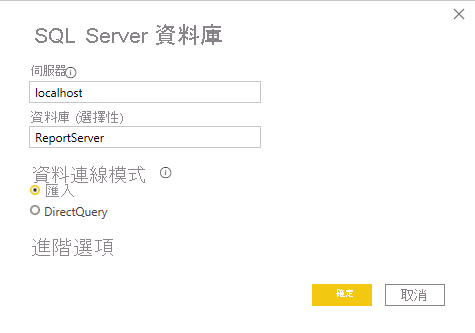 SQL Server 資料庫
伺服器
localhost
資料庫 (選擇性)
ReportServer
資料連線模式
匯入
DirectQuery
進階選項
確定 取消